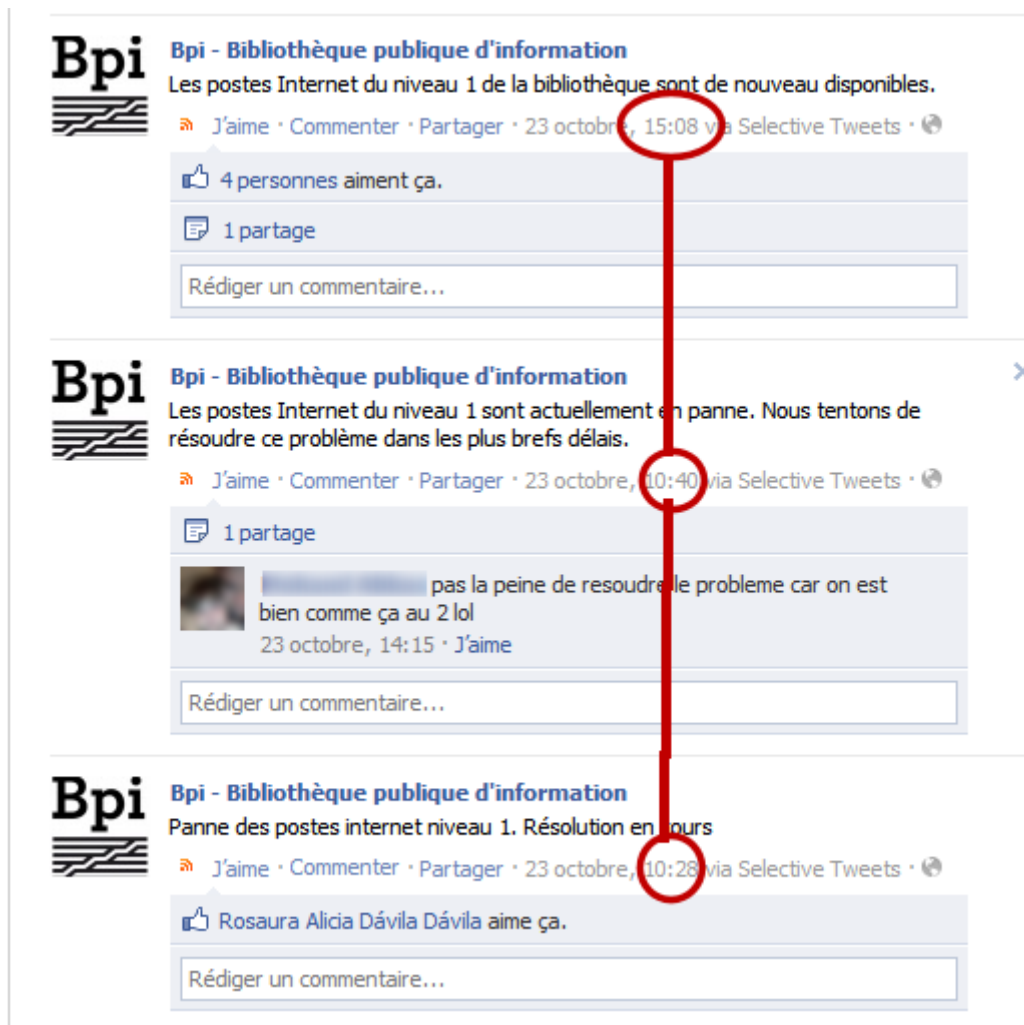 Bpi
Bpi - Bibliothèque publique d'information
Les postes Internet du niveau 1 de la bibliothèque sont de nouveau disponibles.
J'aime · Commenter · Partager · 23 octobre, 15:08 via Selective Tweets ·
4 personnes aiment ça.
1 partage
Rédiger un commentaire...
Bpi
Bpi - Bibliothèque publique d'information
Les postes Internet du niveau 1 sont actuellement en panne. Nous tentons de
résoudre ce problème dans les plus brefs délais.
J'aime · Commenter · Partager · 23 octobre, 10:40 via Selective Tweets ·
1 partage
pas la peine de resoudre le probleme car on est
bien comme ça au 2 lol
23 octobre, 14:15 · J'aime
Rédiger un commentaire...
Bpi
Bpi - Bibliothèque publique d'information
Panne des postes internet niveau 1. Résolution en cours
J'aime · Commenter · Partager · 23 octobre, 10:28 via Selective Tweets ·
Rosaura Alicia Dávila Dávila aime ça.
Rédiger un commentaire...